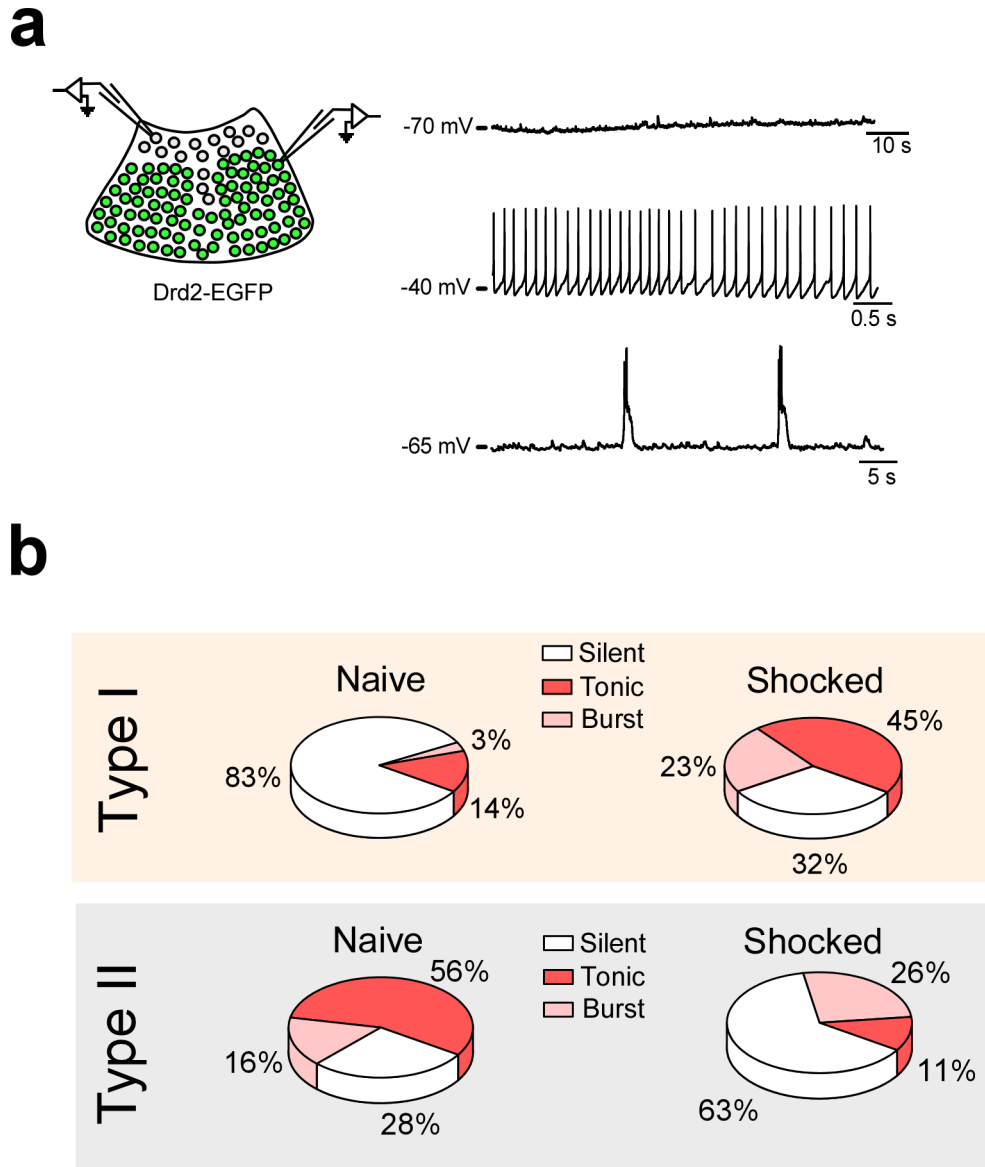 a
-70 mV
10 s
-40 mV
0.5 s
Drd2-EGFP
-65 mV
5 s
b
Type I
Naive
Silent
Tonic
Burst
Shocked
3%
83%
14%
45%
23%
32%
Type II
Naive
Silent
Tonic
Burst
Shocked
56%
16%
28%
26%
11%
63%